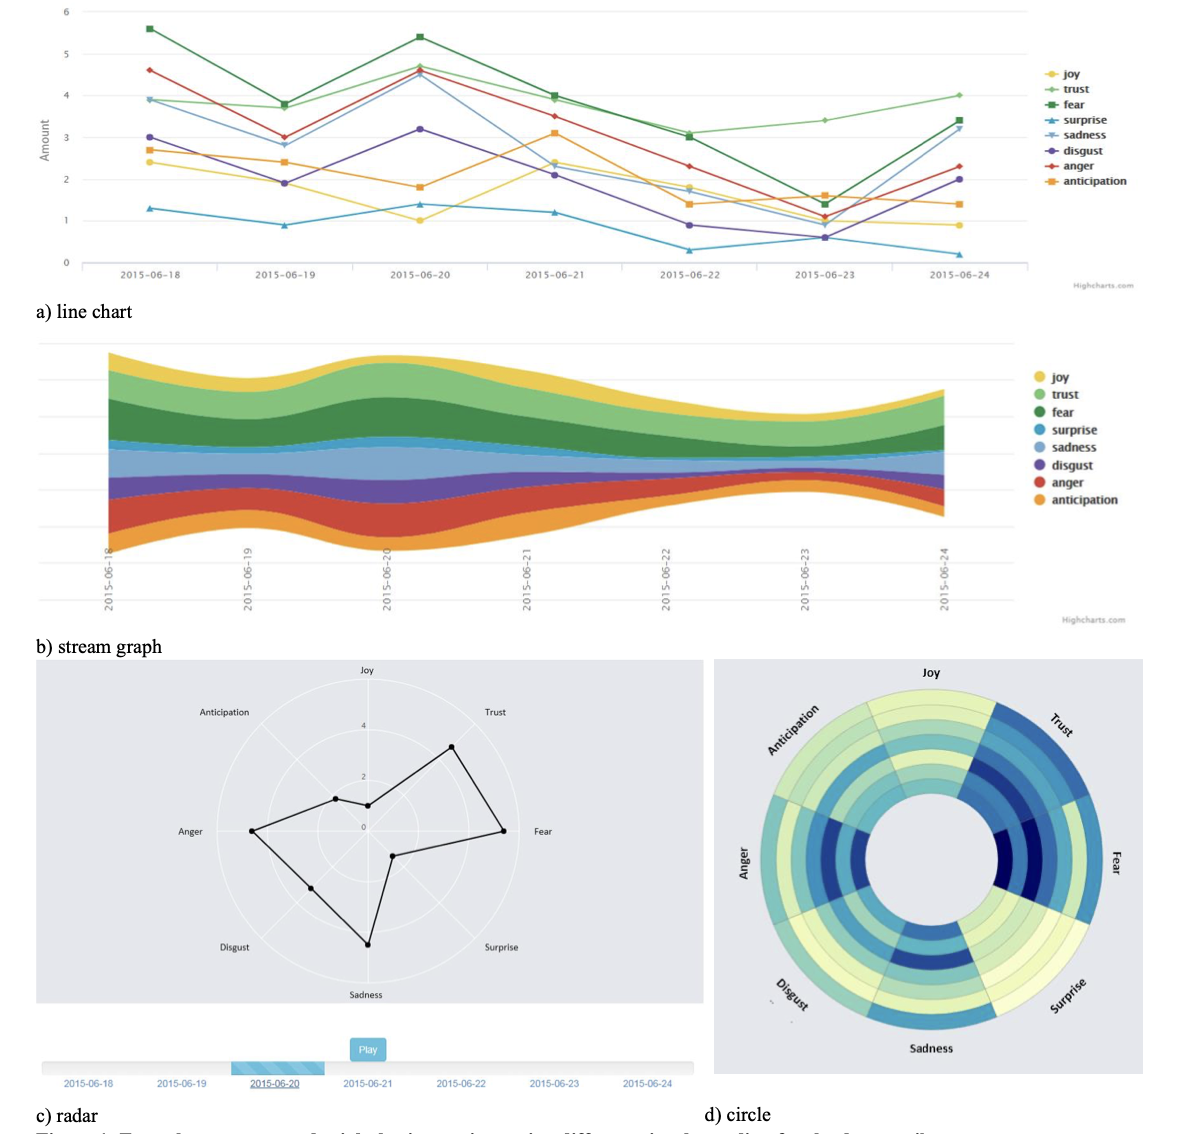 6
5
4
3
2
1
0
Amount
2015-06-18 2015-06-19 2015-06-20 2015-06-21 2015-06-22 2015-06-23 2015-06-24
joy
trust
fear
surprise
sadness
disgust
anger
anticipation
Highcharts.com
a) line chart
joy
trust
fear
surprise
sadness
disgust
anger
anticipation
2015-06-18
2015-06-19
2015-06-20
2015-06-21
2015-06-22
2015-06-23
2015-06-24
Highcharts.com
b) stream graph
Joy
Trust
Fear
Surprise
Sadness
Disgust
Anger
Anticipation
4
2
0
Play
2015-06-18 2015-06-19 2015-06-20 2015-06-21 2015-06-22 2015-06-23 2015-06-24
c) radar
Joy
Trust
Fear
Surprise
Sadness
Disgust
Anger
Anticipation
d) circle